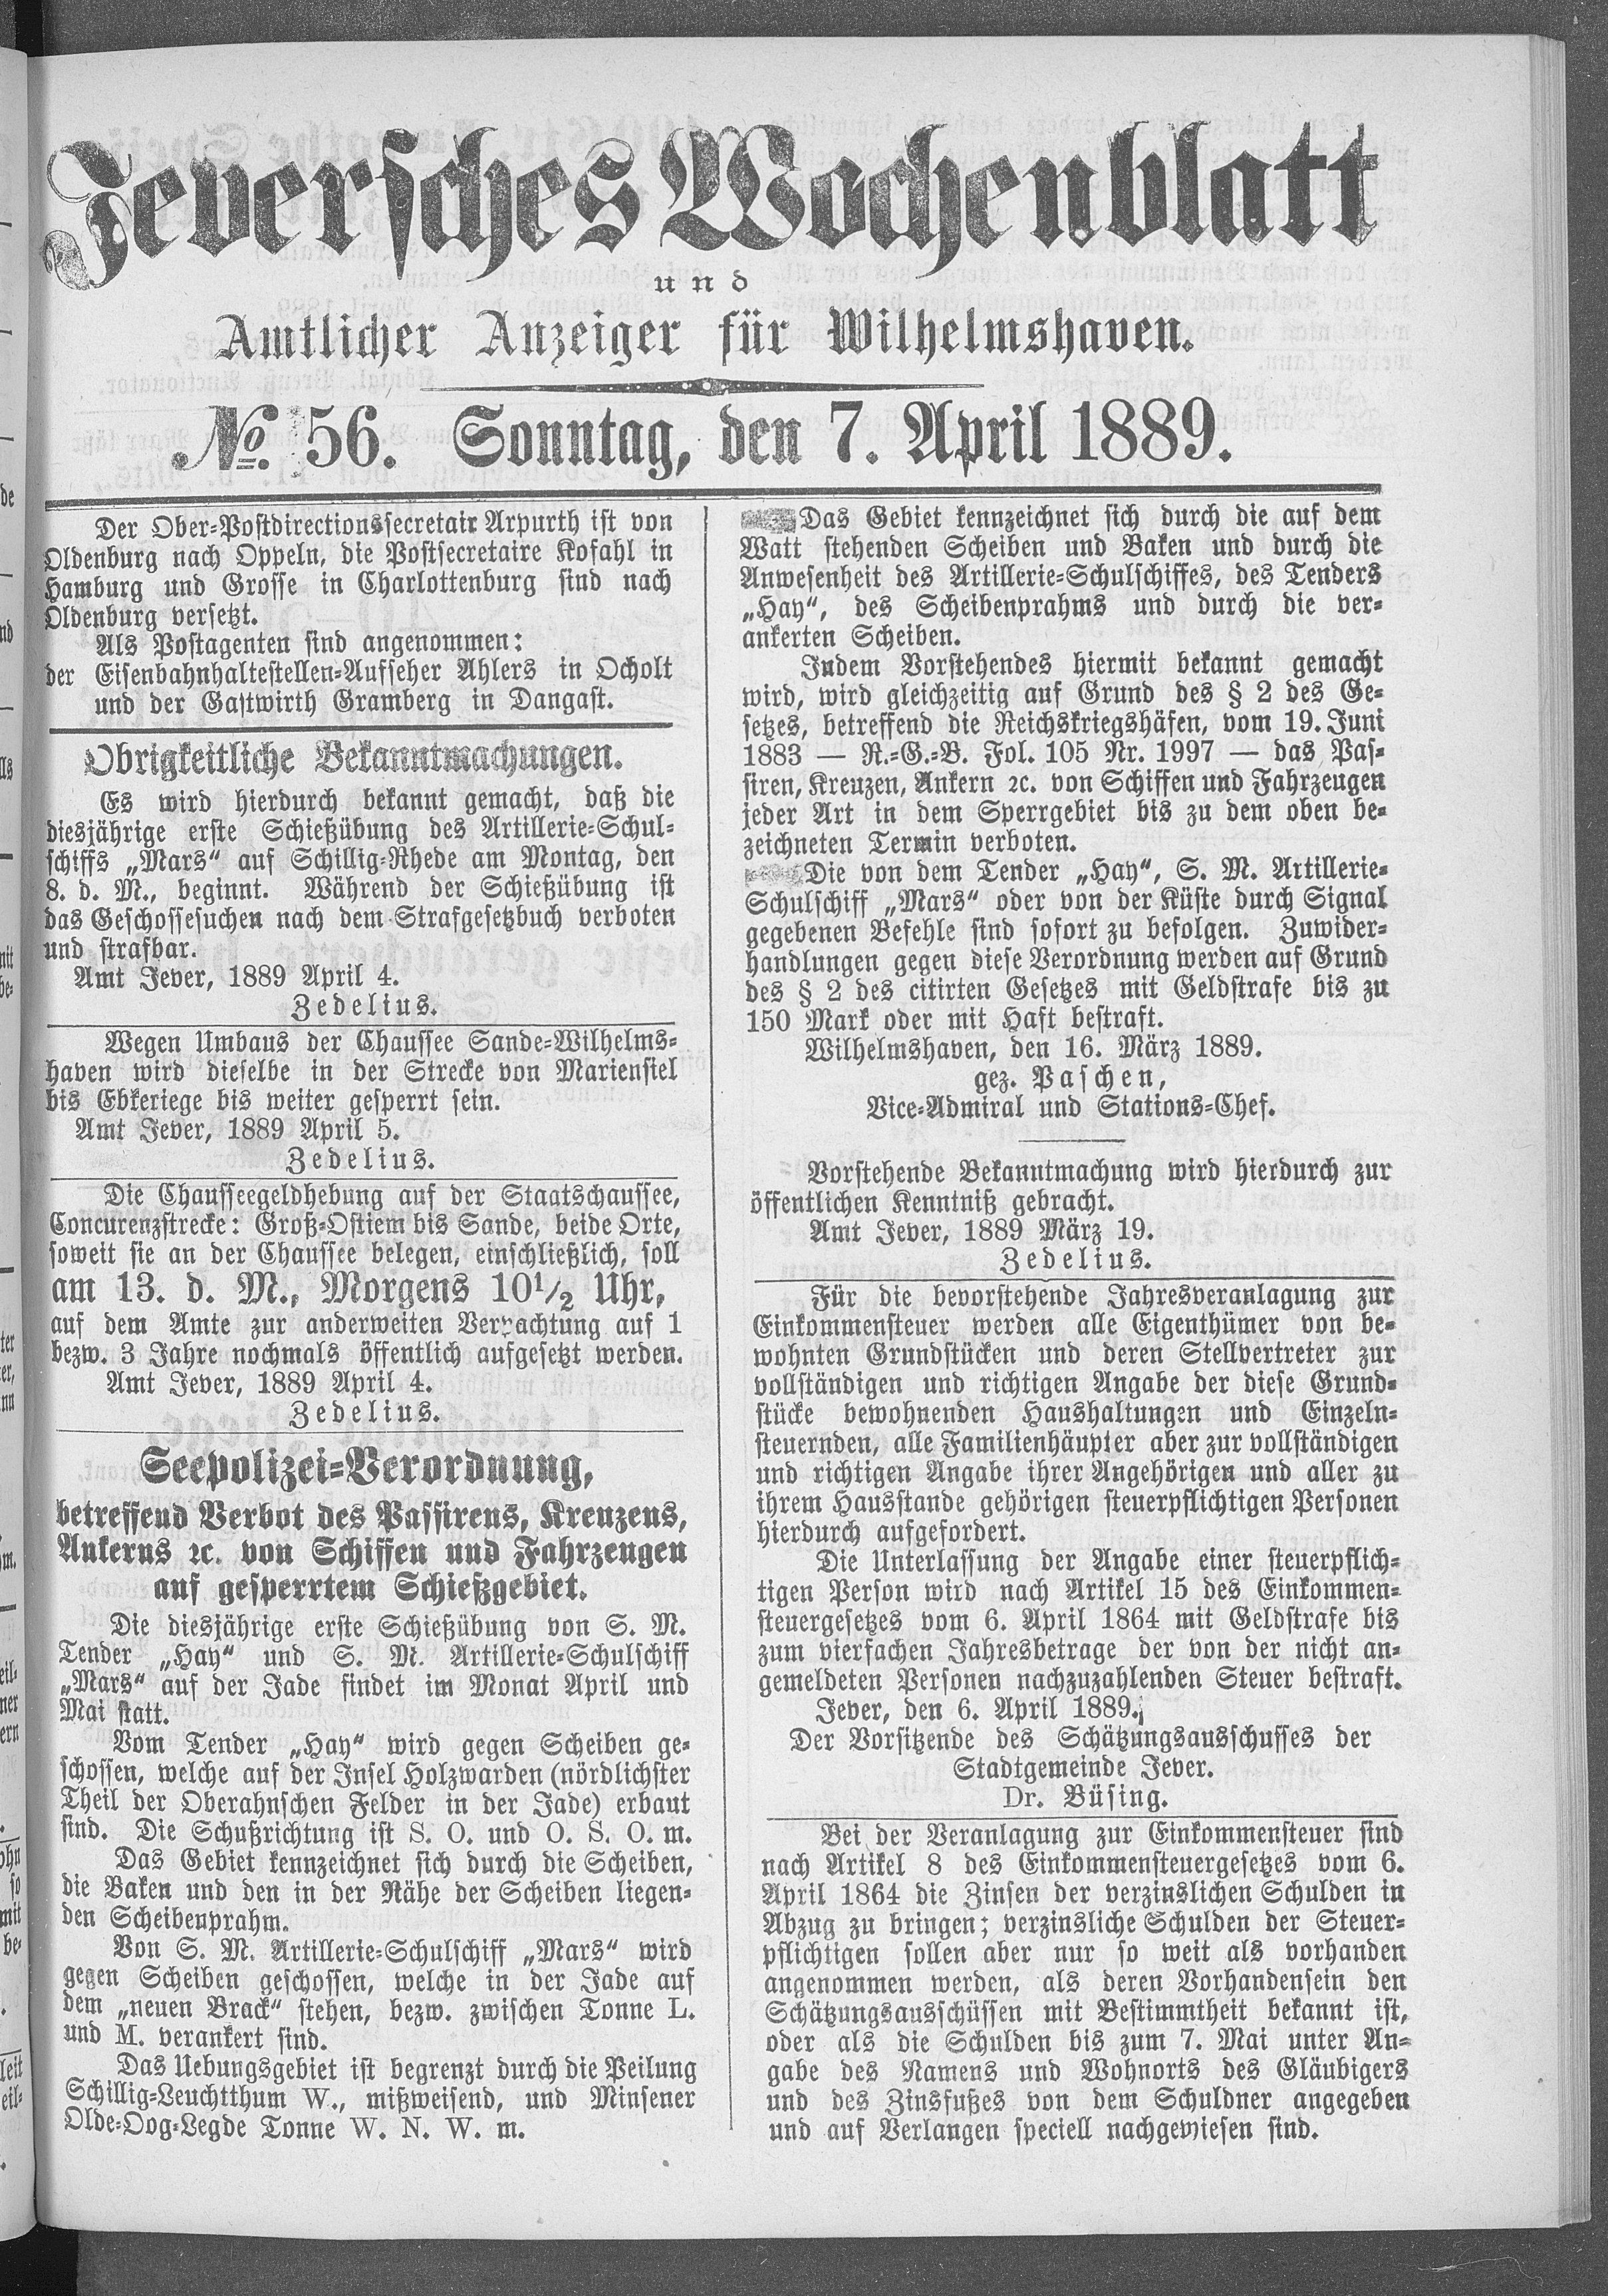 Jeversches Wochenblatt
und
Amtlicher Anzeiger für Wilhelmshaven.
No. 56. Sonntag, den 7. April 1889.
Der Ober-Postdirectionssecretair Arpurth ist von
Oldenburg nach Oppeln, die Postsecretaire Kofahl in
Hamburg und Grosse in Charlottenburg sind nach
Oldenburg versetzt.
Als Postagenten sind angenommen:
der Eisenbahnhaltestellen-Aufseher Ahlers in Ocholt
und der Gastwirth Gramberg in Dangast.
Obrigkeitliche Bekanntmachungen.
Es wird hierdurch bekannt gemacht, daß die
diesjährige erste Schießübung des Artillerie-Schul-
schiffs „Mars“ auf Schillig-Rhede am Montag, den
8. d. M., beginnt. Während der Schießübung ist
das Geschossesuchen nach dem Strafgesetzbuch verboten
und strafbar.
Amt Jever, 1889 April 4.
Zedelius.
Wegen Umbaus der Chaussee Sande-Wilhelms-
haven wird dieselbe in der Strecke von Mariensiel
bis Ebkeriege bis weiter gesperrt sein.
Amt Jever, 1889 April 5.
Zedelius.
Die Chausseegeldhebung auf der Staatschaussee,
Concurenzstrecke: Groß-Ostiem bis Sande, beide Orte,
soweit sie an der Chaussee belegen, einschließlich, soll
am 13. d. M., Morgens 10½ Uhr,
auf dem Amte zur anderweiten Verpachtung auf 1
bezw. 3 Jahre nochmals öffentlich aufgesetzt werden.
Amt Jever, 1889 April 4.
Zedelius.
Seepolizei-Verordnung,
betreffend Verbot des Passirens, Kreuzens,
Ankerns ꝛc. von Schiffen und Fahrzeugen
auf gesperrtem Schießgebiet.
Die diesjährige erste Schießübung von S. M.
Tender „Hay“ und S. M. Artillerie-Schulschiff
„Mars“ auf der Jade findet im Monat April und
Mai statt.
Vom Tender „Hay“ wird gegen Scheiben ge-
schossen, welche auf der Insel Holzwarden (nördlichster
Theil der Oberahnschen Felder in der Jade) erbaut
sind. Die Schußrichtung ist S. O. und O. S. O. m.
Das Gebiet kennzeichnet sich durch die Scheiben,
die Baken und den in der Nähe der Scheiben liegen-
den Scheibenprahm.
Von S. M. Artillerie-Schulschiff „Mars“ wird
gegen Scheiben geschossen, welche in der Jade auf
dem „neuen Brack“ stehen, bezw. zwischen Tonne L.
und M. verankert sind.
Das Uebungsgebiet ist begrenzt durch die Peilung
Schillig-Leuchtthum W., mißweisend, und Minsener
Olde-Oog-Legde Tonne W. N. W. m.
Das Gebiet kennzeichnet sich durch die auf dem
Watt stehenden Scheiben und Baken und durch die
Anwesenheit des Artillerie-Schulschiffes, des Tenders
„Hay“, des Scheibenprahms und durch die ver-
ankerten Scheiben.
Indem Vorstehendes hiermit bekannt gemacht
wird, wird gleichzeitig auf Grund des § 2 des Ge-
setzes, betreffend die Reichskriegshäfen, vom 19. Juni
1883 — R.-G.-B. Fol. 105 Nr. 1997 — das Pas-
siren, Kreuzen, Ankern ꝛc. von Schiffen und Fahrzeugen
jeder Art in dem Sperrgebiet bis zu dem oben be-
zeichneten Termin verboten.
Die von dem Tender „Hay“, S. M. Artillerie-
Schulschiff „Mars“ oder von der Küste durch Signal
gegebenen Befehle sind sofort zu befolgen. Zuwider-
handlungen gegen diese Verordnung werden auf Grund
des § 2 des citirten Gesetzes mit Geldstrafe bis zu
150 Mark oder mit Haft bestraft.
Wilhelmshaven, den 16. März 1889.
gez. Paschen,
Vice-Admiral und Stations-Chef.
Vorstehende Bekanntmachung wird hierdurch zur
öffentlichen Kenntniß gebracht.
Amt Jever, 1889 März 19.
Zedelius.
Für die bevorstehende Jahresveranlagung zur
Einkommensteuer werden alle Eigenthümer von be-
wohnten Grundstücken und deren Stellvertreter zur
vollständigen und richtigen Angabe der diese Grund-
stücke bewohnenden Haushaltungen und Einzeln-
steuernden, alle Familienhäupter aber zur vollständigen
und richtigen Angabe ihrer Angehörigen und aller zu
ihrem Hausstande gehörigen steuerpflichtigen Personen
hierdurch aufgefordert.
Die Unterlassung der Angabe einer steuerpflich-
tigen Person wird nach Artikel 15 des Einkommen-
steuergesetzes vom 6. April 1864 mit Geldstrafe bis
zum vierfachen Jahresbetrage der von der nicht an-
gemeldeten Personen nachzuzahlenden Steuer bestraft.
Jever, den 6. April 1889.
Der Vorsitzende des Schätzungsausschusses der
Stadtgemeinde Jever.
Dr. Büsing.
Bei der Veranlagung zur Einkommensteuer sind
nach Artikel 8 des Einkommensteuergesetzes vom 6.
April 1864 die Zinsen der verzinslichen Schulden in
Abzug zu bringen; verzinsliche Schulden der Steuer-
pflichtigen sollen aber nur so weit als vorhanden
angenommen werden, als deren Vorhandensein den
Schätzungsausschüssen mit Bestimmtheit bekannt ist,
oder als die Schulden bis zum 7. Mai unter An-
gabe des Namens und Wohnorts des Gläubigers
und des Zinsfußes von dem Schuldner angegeben
und auf Verlangen speciell nachgewiesen sind.